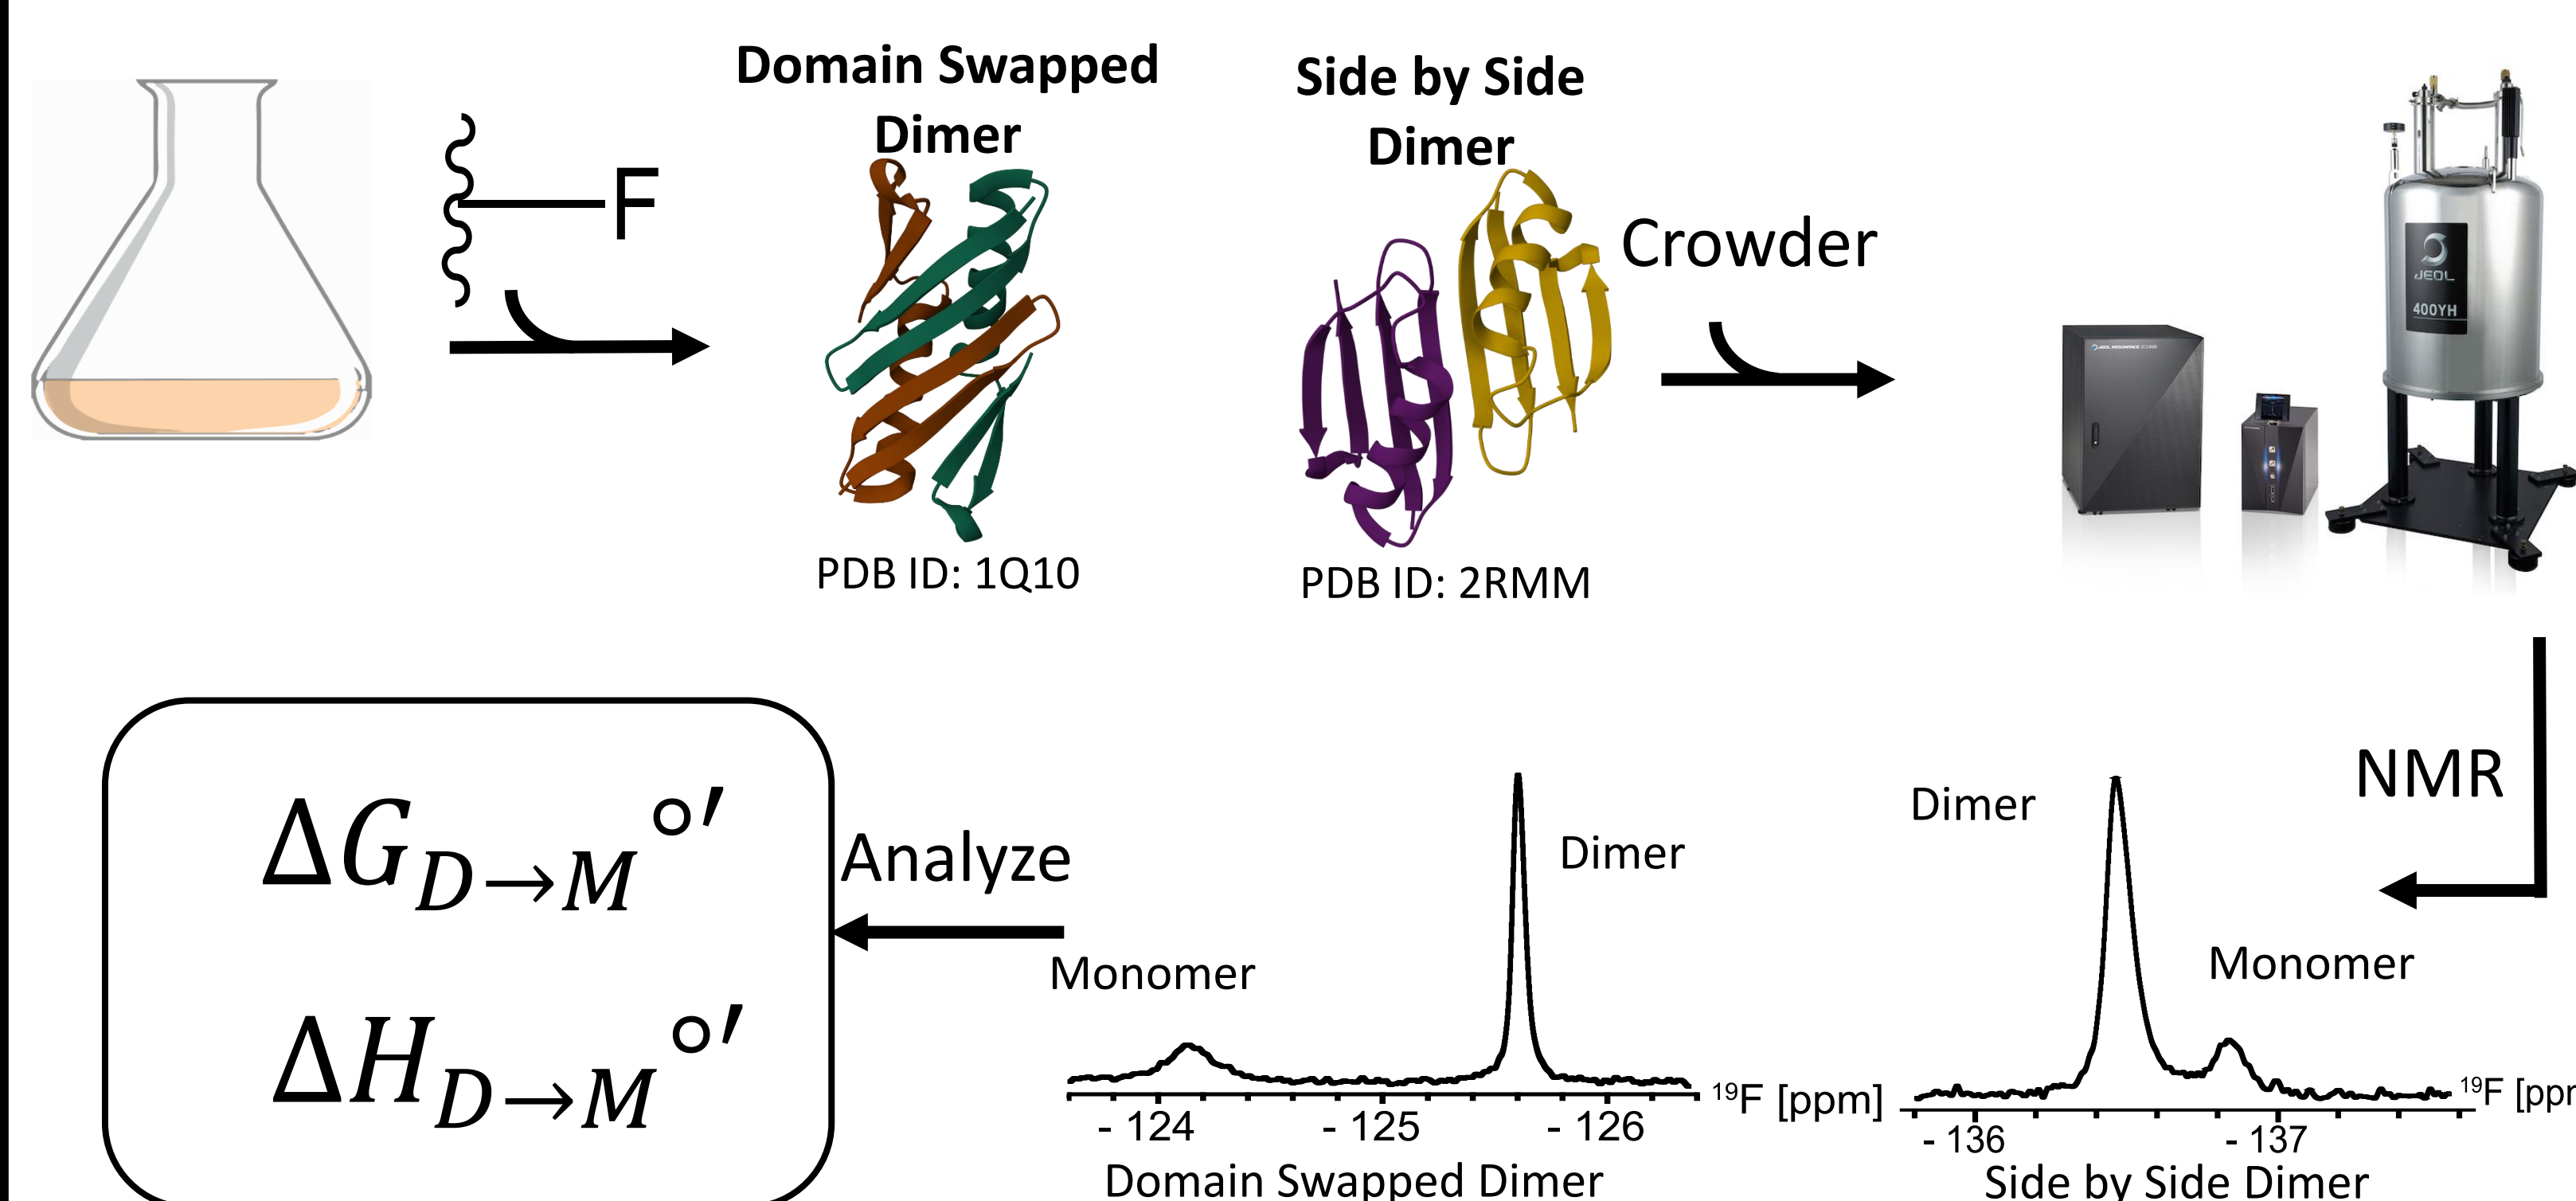 Domain Swapped
Dimer
Side by Side
Dimer
F
Crowder
JEOL
400YH
PDB ID: 1Q10
PDB ID: 2RMM
NMR
Dimer
Monomer
Analyze
Dimer
Monomer
ΔG_{D→M}°′
ΔH_{D→M}°′
¹⁹F [ppm]
- 124 - 125 - 126
Domain Swapped Dimer
¹⁹F [ppr
- 136 - 137
Side by Side Dimer